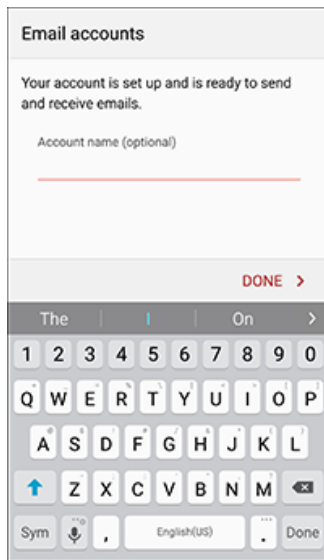 Email accounts
Your account is set up and is ready to send
and receive emails.
Account name (optional)
DONE >
The I On >
1 2 3 4 5 6 7 8 9 0
Q W E R T Y U I O P
A S D F G H J K L
Z X C V B N M
Sym , English(US) . Done